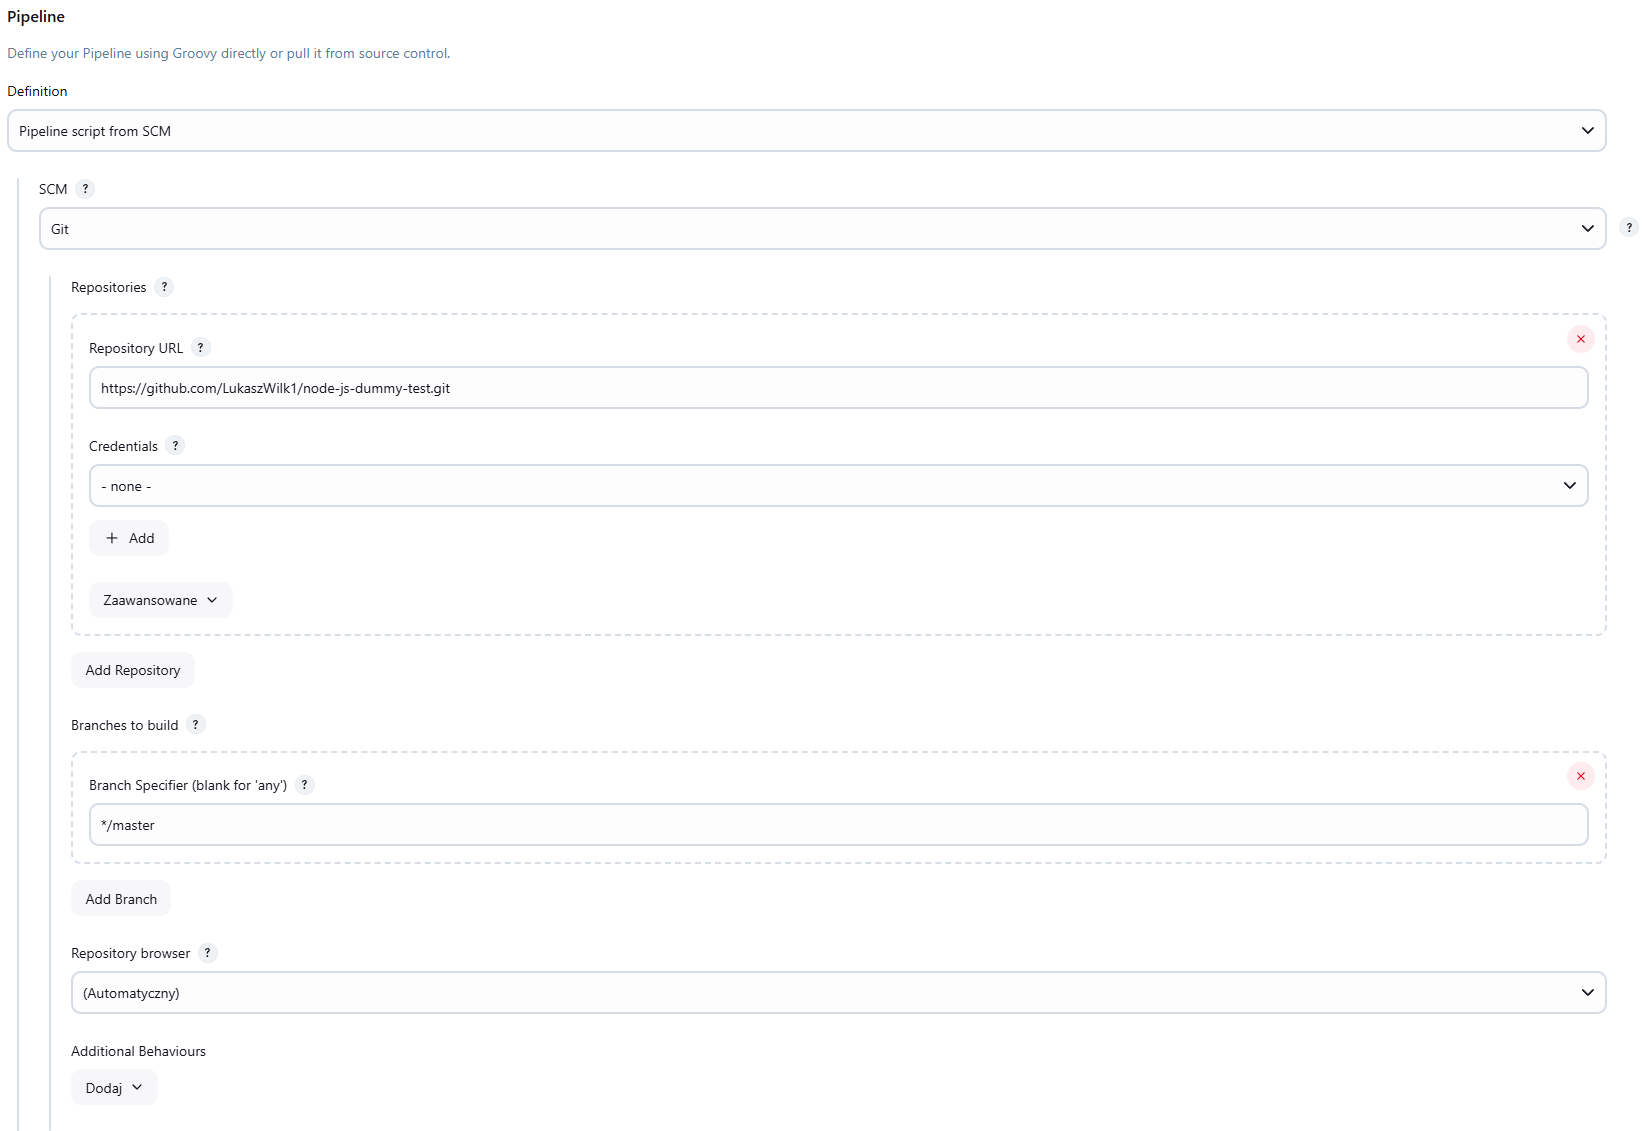 Pipeline
Define your Pipeline using Groovy directly or pull it from source control.
Definition
Pipeline script from SCM
SCM ?
Git
?
Repositories ?
Repository URL ?
https://github.com/LukaszWilk1/node-js-dummy-test.git
Credentials ?
- none -
+ Add
Zaawansowane
Add Repository
Branches to build ?
Branch Specifier (blank for 'any') ?
*/master
Add Branch
Repository browser ?
(Automatyczny)
Additional Behaviours
Dodaj